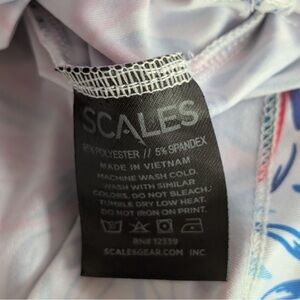 SCALES
POLYESTER // 5% SPANDEX
MADE IN VIETNAM
MACHINE WASH COLD.
WASH WITH SIMILAR
COLORS. DO NOT BLEACH.
TUMBLE DRY LOW HEAT.
DO NOT IRON ON PRINT.
RN# 12339
SCALESGEAR.COM INC.